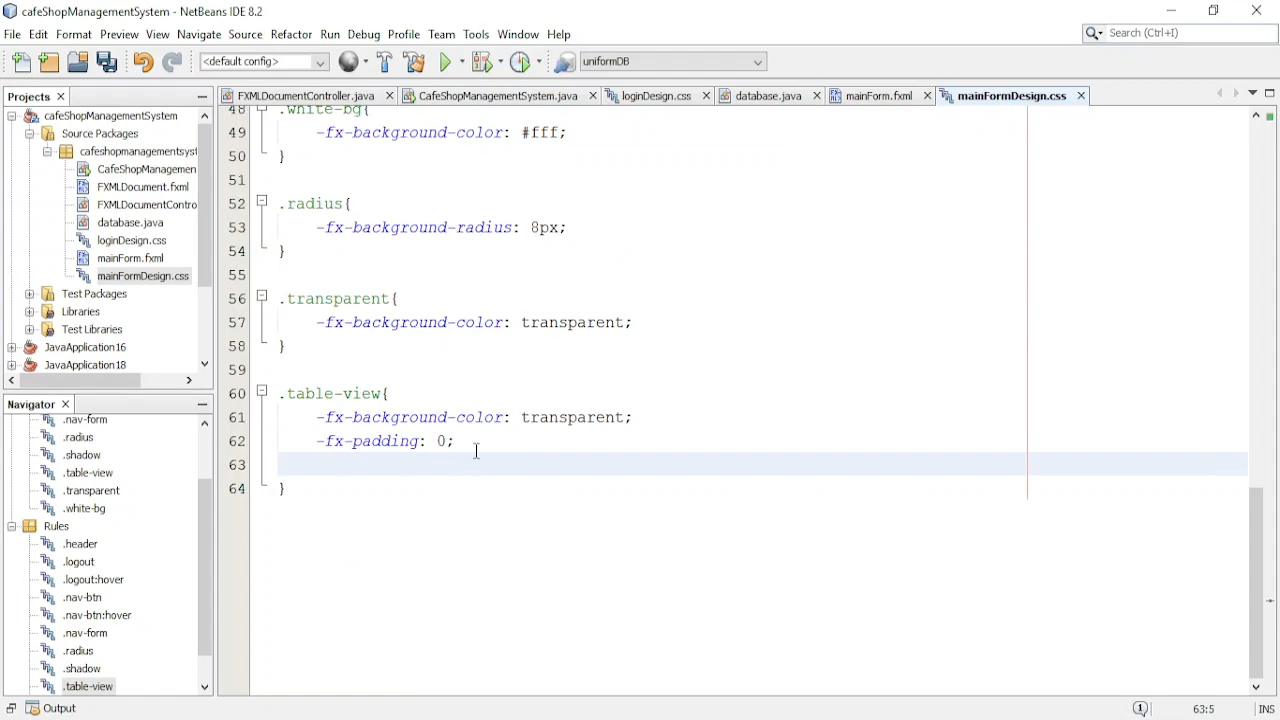 cafeShopManagementSystem - NetBeans IDE 8.2
File Edit Format Preview View Navigate Source Refactor Run Debug Profile Team Tools Window Help
Search (Ctrl+I)
<default config>
uniformDB
Projects
FXMLDocumentController.java
CafeShopManagementSystem.java
loginDesign.css
database.java
mainForm.fxml
mainFormDesign.css
cafeShopManagementSystem
Source Packages
cafeshopmanagementsyst
CafeShopManagemen
FXMLDocument.fxml
FXMLDocumentContro
database.java
loginDesign.css
mainForm.fxml
mainFormDesign.css
Test Packages
Libraries
Test Libraries
JavaApplication16
JavaApplication18
Navigator
.nav-form
.radius
.shadow
.table-view
.transparent
.white-bg
Rules
.header
.logout
.logout:hover
.nav-btn
.nav-btn:hover
.nav-form
.radius
.shadow
.table-view
48 .white-bg{
49 -fx-background-color: #fff;
50 }
51
52 .radius{
53 -fx-background-radius: 8px;
54 }
55
56 .transparent{
57 -fx-background-color: transparent;
58 }
59
60 .table-view{
61 -fx-background-color: transparent;
62 -fx-padding: 0;
63
64 }
Output
1
63:5
INS